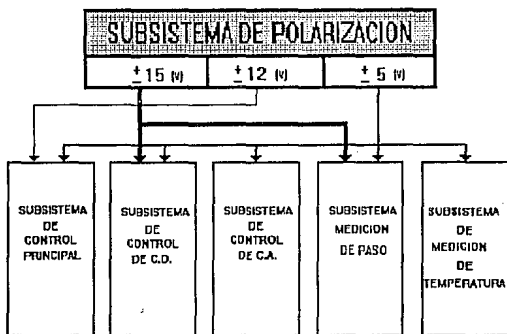 SUBSISTEMA DE POLARIZACION
± 15 (V) ± 12 (V) ± 5 (V)
SUBSISTEMA
DE
CONTROL
PRINCIPAL
SUBSISTEMA
DE
CONTROL
DE C.D.
SUBSISTEMA
DE
CONTROL
DE C.A.
SUBSISTEMA
MEDICION
DE PASO
SUBSISTEMA
DE
MEDICION
DE
TEMPERATURA